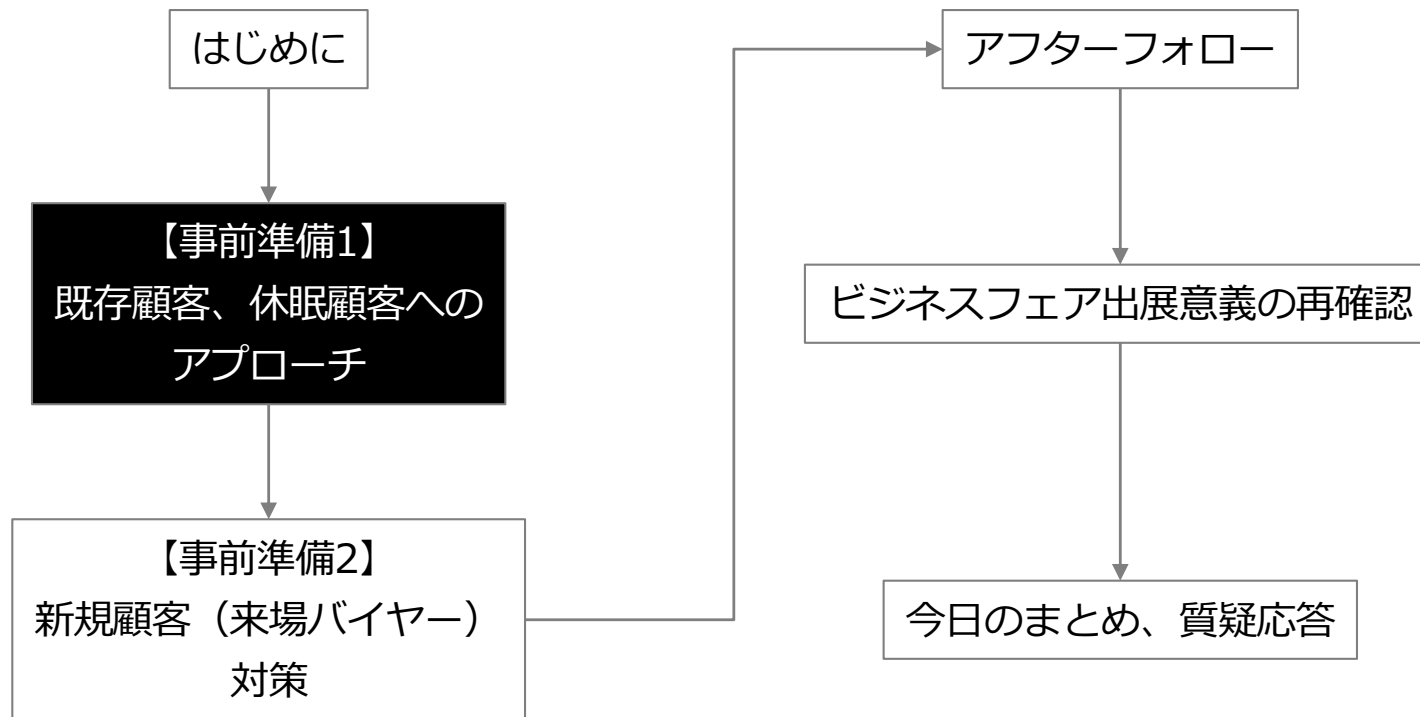 はじめに
【事前準備1】
既存顧客、休眠顧客への
アプローチ
【事前準備2】
新規顧客（来場バイヤー）
対策
アフターフォロー
ビジネスフェア出展意義の再確認
今日のまとめ、質疑応答